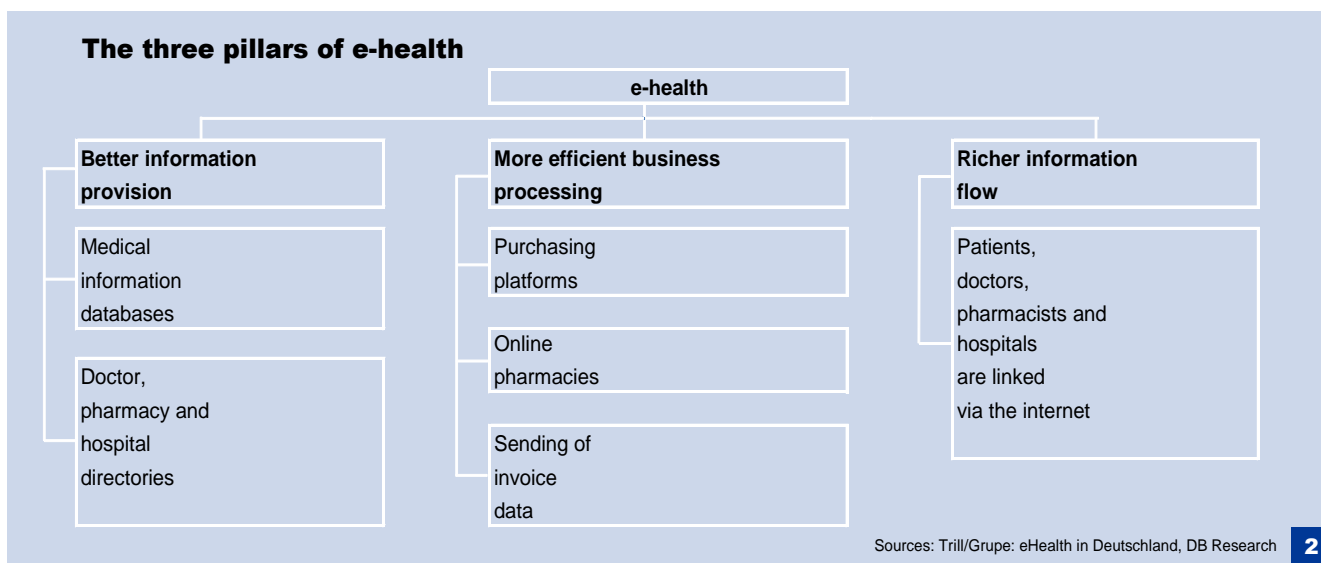 The three pillars of e-health
e-health
Better information
provision
Medical
information
databases
Doctor,
pharmacy and
hospital
directories
More efficient business
processing
Purchasing
platforms
Online
pharmacies
Sending of
invoice
data
Richer information
flow
Patients,
doctors,
pharmacists and
hospitals
are linked
via the internet
Sources: Trill/Grupe: eHealth in Deutschland, DB Research
2